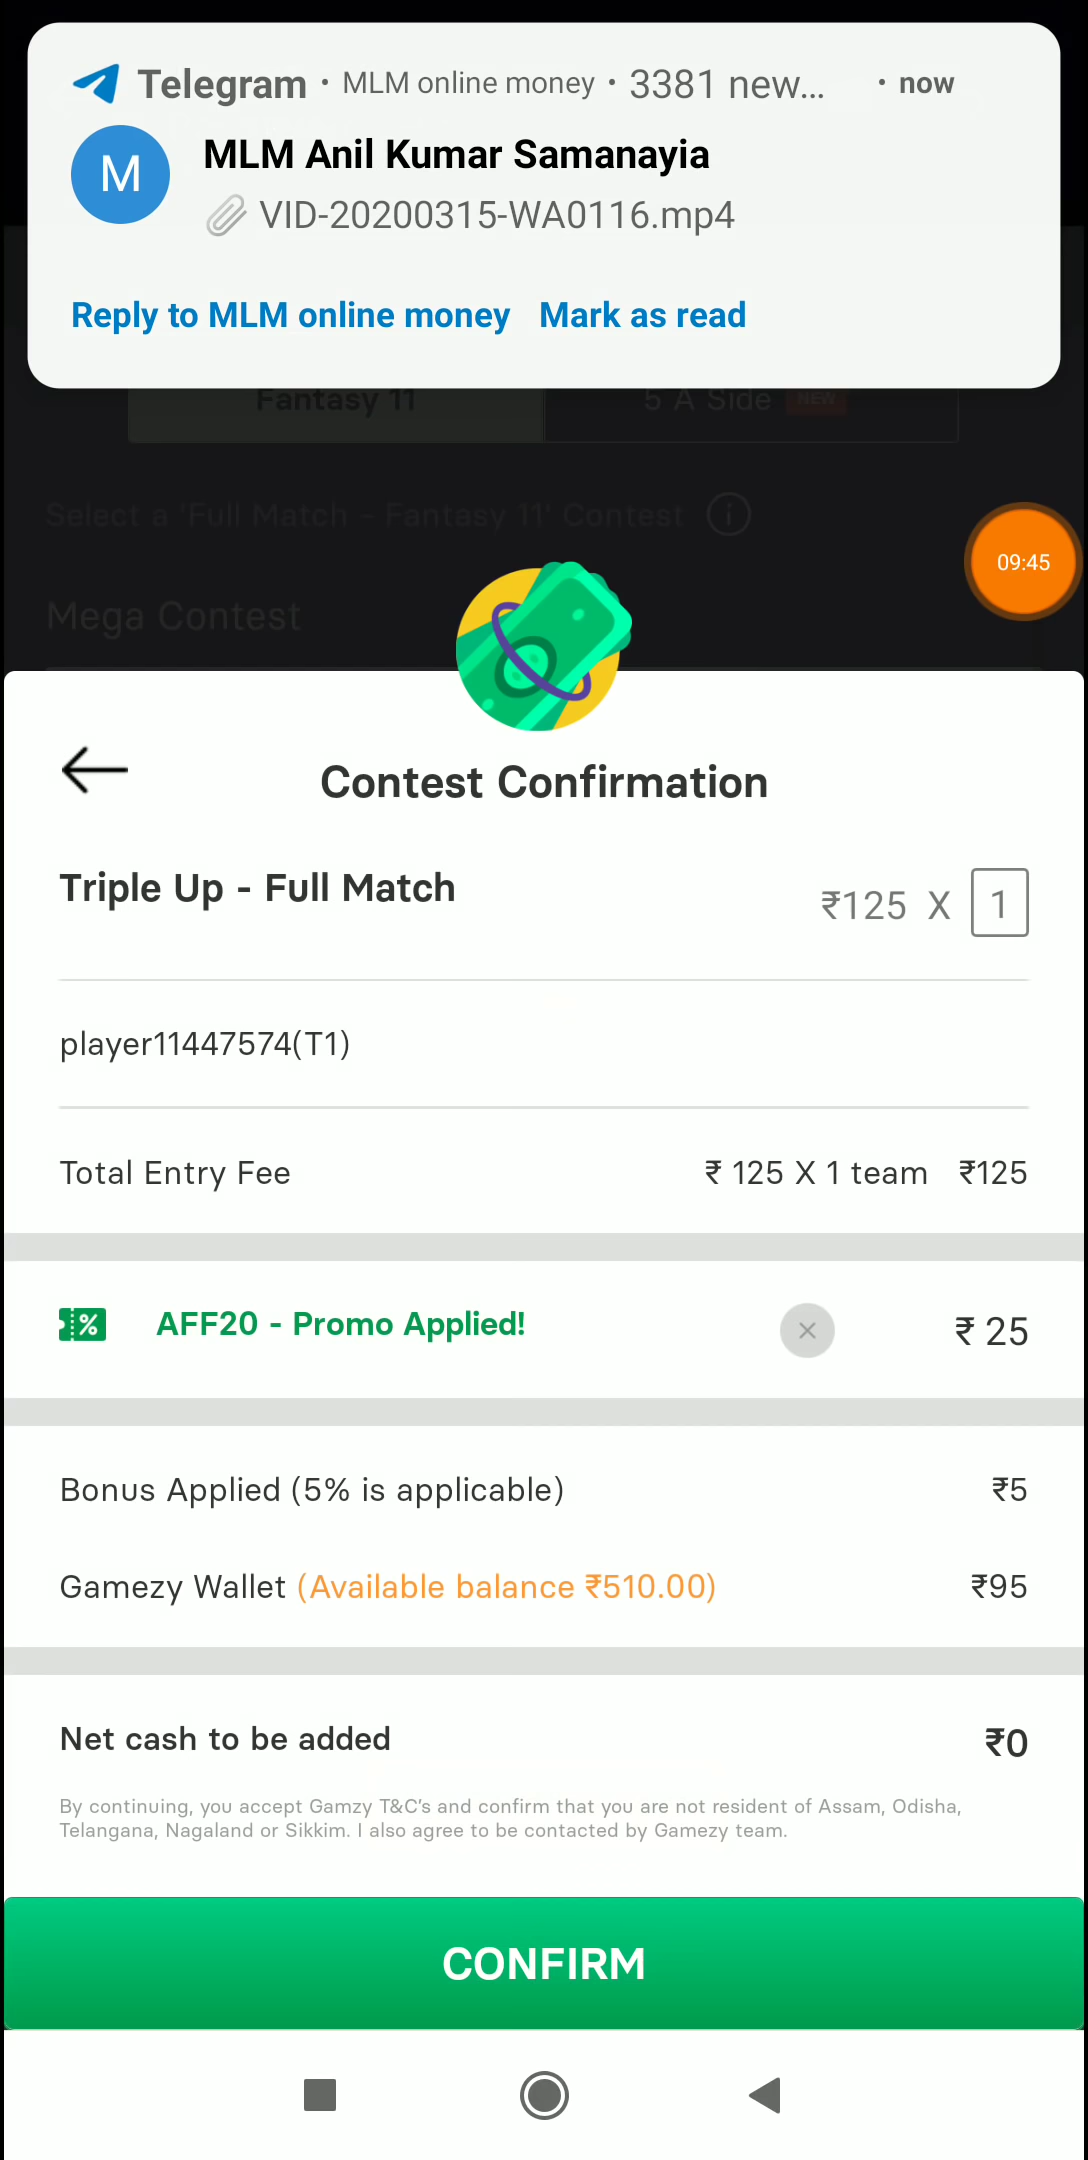 Telegram · MLM online money · 3381 new... · now
M
MLM Anil Kumar Samanayia
VID-20200315-WA0116.mp4
Reply to MLM online money Mark as read
Fantasy 11 5 A Side NEW
Select a 'Full Match - Fantasy 11' Contest i
09:45
Mega Contest
Contest Confirmation
Triple Up - Full Match ₹125 X 1
player11447574(T1)
Total Entry Fee ₹ 125 X 1 team ₹125
% AFF20 - Promo Applied! ₹ 25
Bonus Applied (5% is applicable) ₹5
Gamezy Wallet (Available balance ₹510.00) ₹95
Net cash to be added ₹0
By continuing, you accept Gamzy T&C's and confirm that you are not resident of Assam, Odisha,
Telangana, Nagaland or Sikkim. I also agree to be contacted by Gamezy team.
CONFIRM